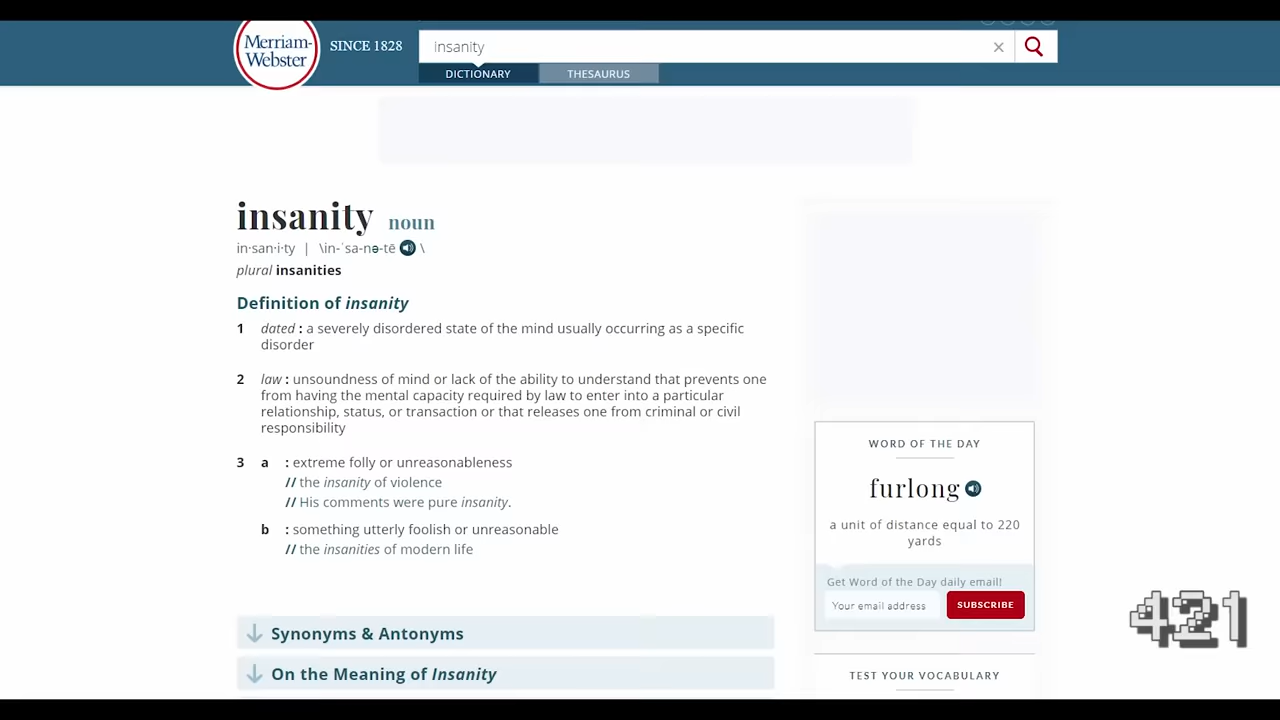 Merriam-
Webster
SINCE 1828
insanity
DICTIONARY
THESAURUS
insanity noun
in·san·i·ty | \in-ˈsa-nə-tē \
plural insanities
Definition of insanity
1 dated : a severely disordered state of the mind usually occurring as a specific
disorder
2 law : unsoundness of mind or lack of the ability to understand that prevents one
from having the mental capacity required by law to enter into a particular
relationship, status, or transaction or that releases one from criminal or civil
responsibility
3 a : extreme folly or unreasonableness
// the insanity of violence
// His comments were pure insanity.
b : something utterly foolish or unreasonable
// the insanities of modern life
Synonyms & Antonyms
On the Meaning of Insanity
WORD OF THE DAY
furlong
a unit of distance equal to 220
yards
Get Word of the Day daily email!
Your email address
SUBSCRIBE
TEST YOUR VOCABULARY
421